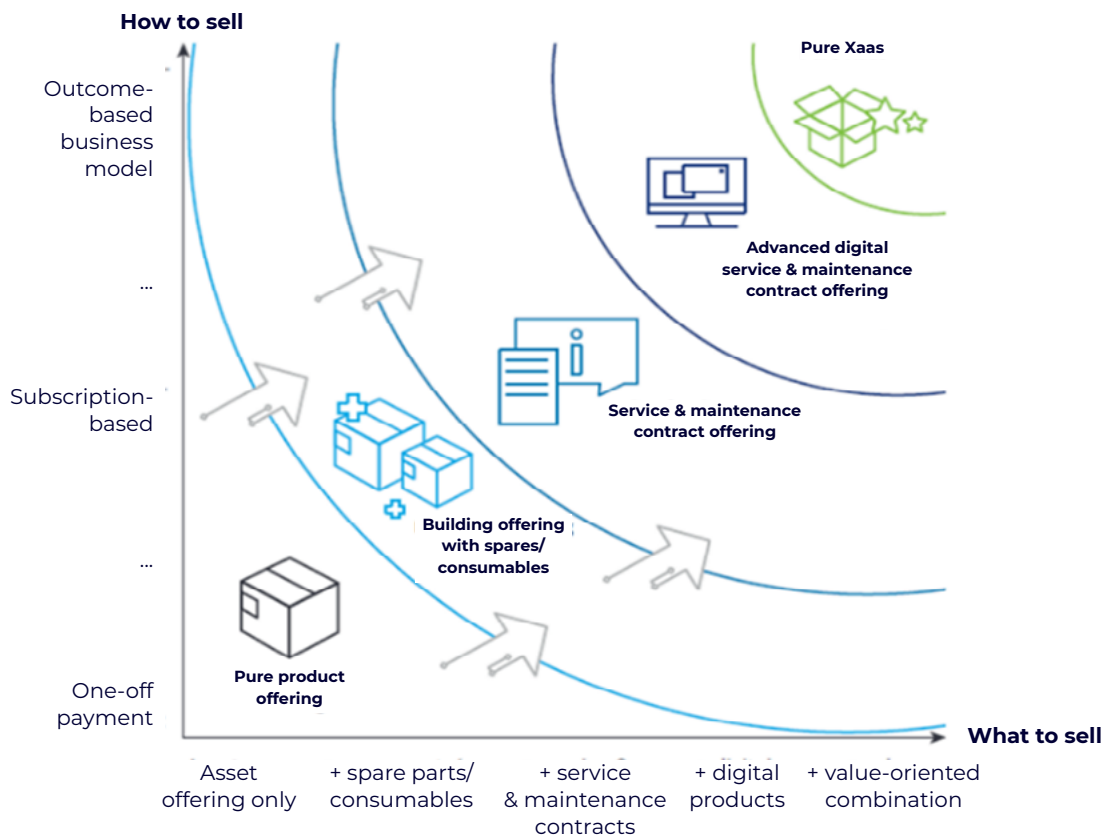 How to sell
Pure Xaas
Outcome-
based
business
model
Advanced digital
service & maintenance
contract offering
...
Subscription-
based
Service & maintenance
contract offering
Building offering
with spares/
consumables
...
Pure product
offering
One-off
payment
What to sell
Asset
offering only
+ spare parts/
consumables
+ service
& maintenance
contracts
+ digital
products
+ value-oriented
combination